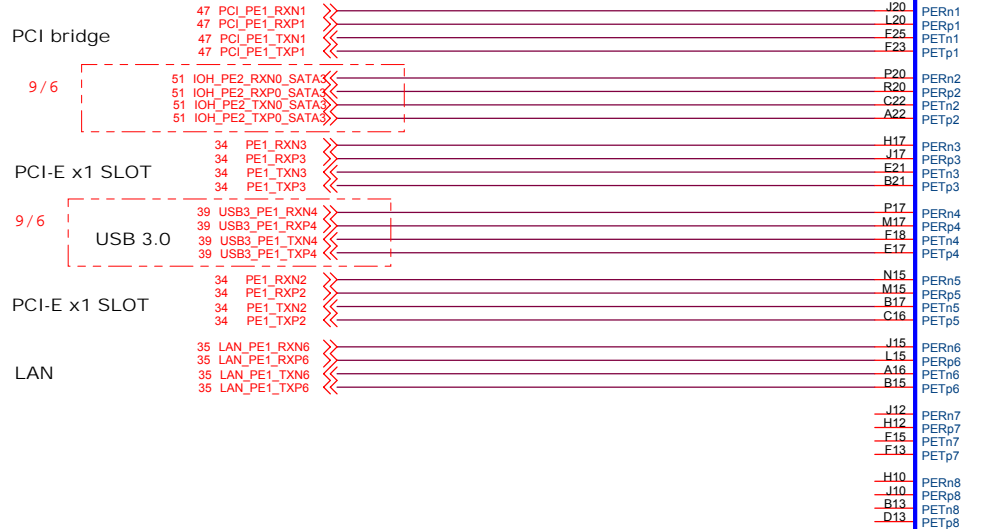 47 PCI_PE1_RXN1 J20 PERn1
47 PCI_PE1_RXP1 L20 PERp1
PCI bridge
47 PCI_PE1_TXN1 F25 PETn1
47 PCI_PE1_TXP1 F23 PETp1
9/6
51 IOH_PE2_RXN0_SATA3 P20 PERn2
51 IOH_PE2_RXP0_SATA3 R20 PERp2
51 IOH_PE2_TXN0_SATA3 C22 PETn2
51 IOH_PE2_TXP0_SATA3 A22 PETp2
34 PE1_RXN3 H17 PERn3
34 PE1_RXP3 J17 PERp3
PCI-E x1 SLOT
34 PE1_TXN3 E21 PETn3
34 PE1_TXP3 B21 PETp3
9/6
39 USB3_PE1_RXN4 P17 PERn4
39 USB3_PE1_RXP4 M17 PERp4
USB 3.0
39 USB3_PE1_TXN4 F18 PETn4
39 USB3_PE1_TXP4 E17 PETp4
34 PE1_RXN2 N15 PERn5
34 PE1_RXP2 M15 PERp5
PCI-E x1 SLOT
34 PE1_TXN2 B17 PETn5
34 PE1_TXP2 C16 PETp5
35 LAN_PE1_RXN6 J15 PERn6
35 LAN_PE1_RXP6 L15 PERp6
LAN
35 LAN_PE1_TXN6 A16 PETn6
35 LAN_PE1_TXP6 B15 PETp6
J12 PERn7
H12 PERp7
F15 PETn7
F13 PETp7
H10 PERn8
J10 PERp8
B13 PETn8
D13 PETp8